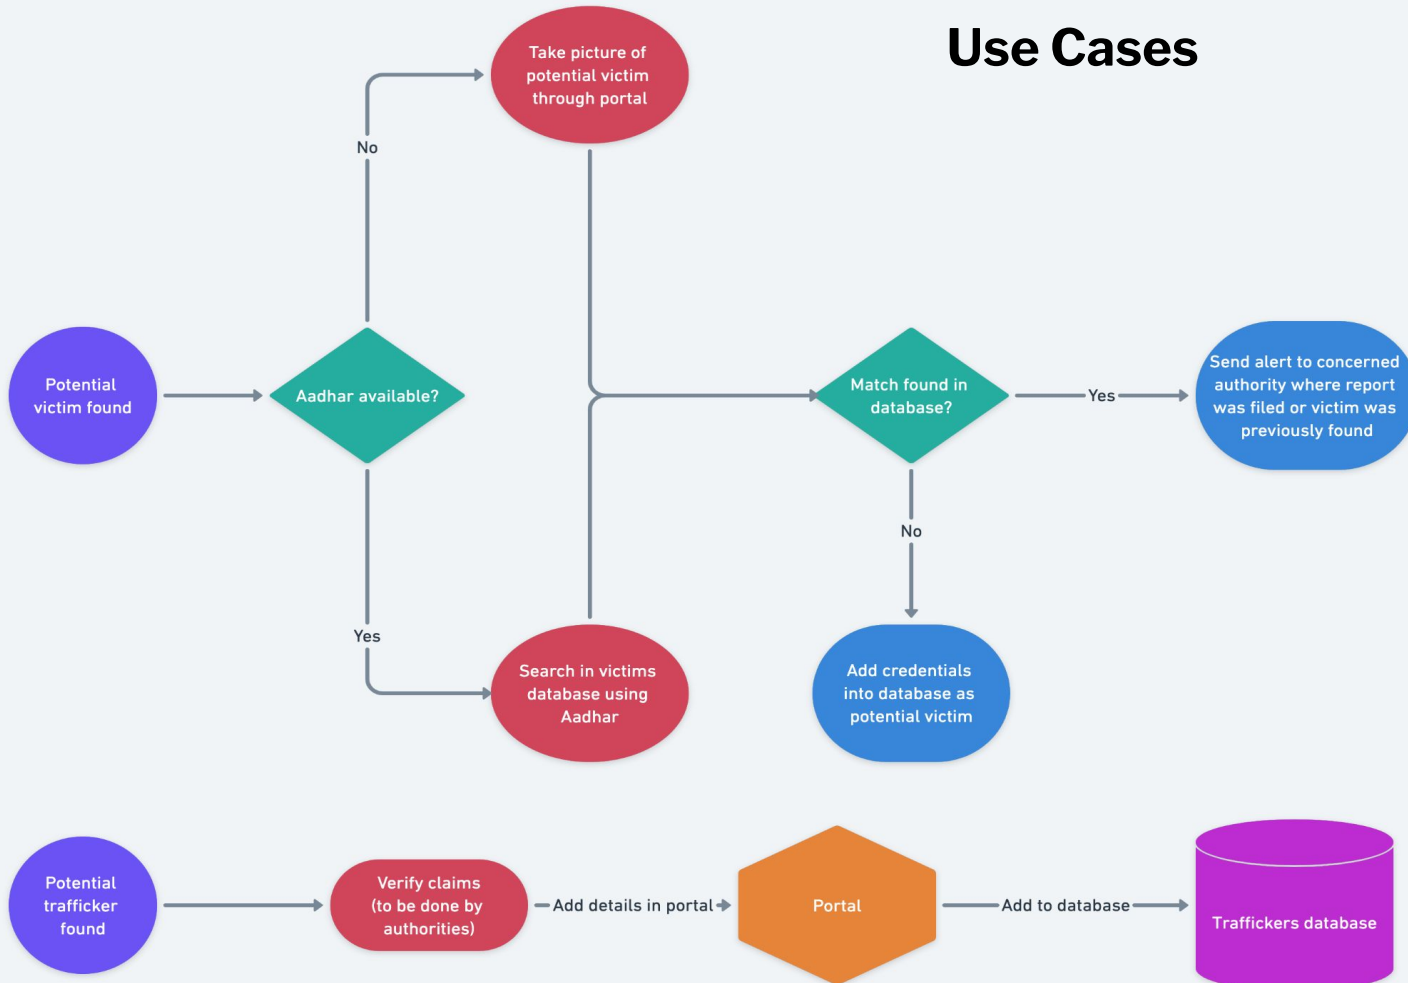 Use Cases
Take picture of
potential victim
through portal
No
Potential
victim found
Aadhar available?
Match found in
database?
Yes
Send alert to concerned
authority where report
was filed or victim was
previously found
No
Yes
Search in victims
database using
Aadhar
Add credentials
into database as
potential victim
Potential
trafficker
found
Verify claims
(to be done by
authorities)
Add details in portal
Portal
Add to database
Traffickers database